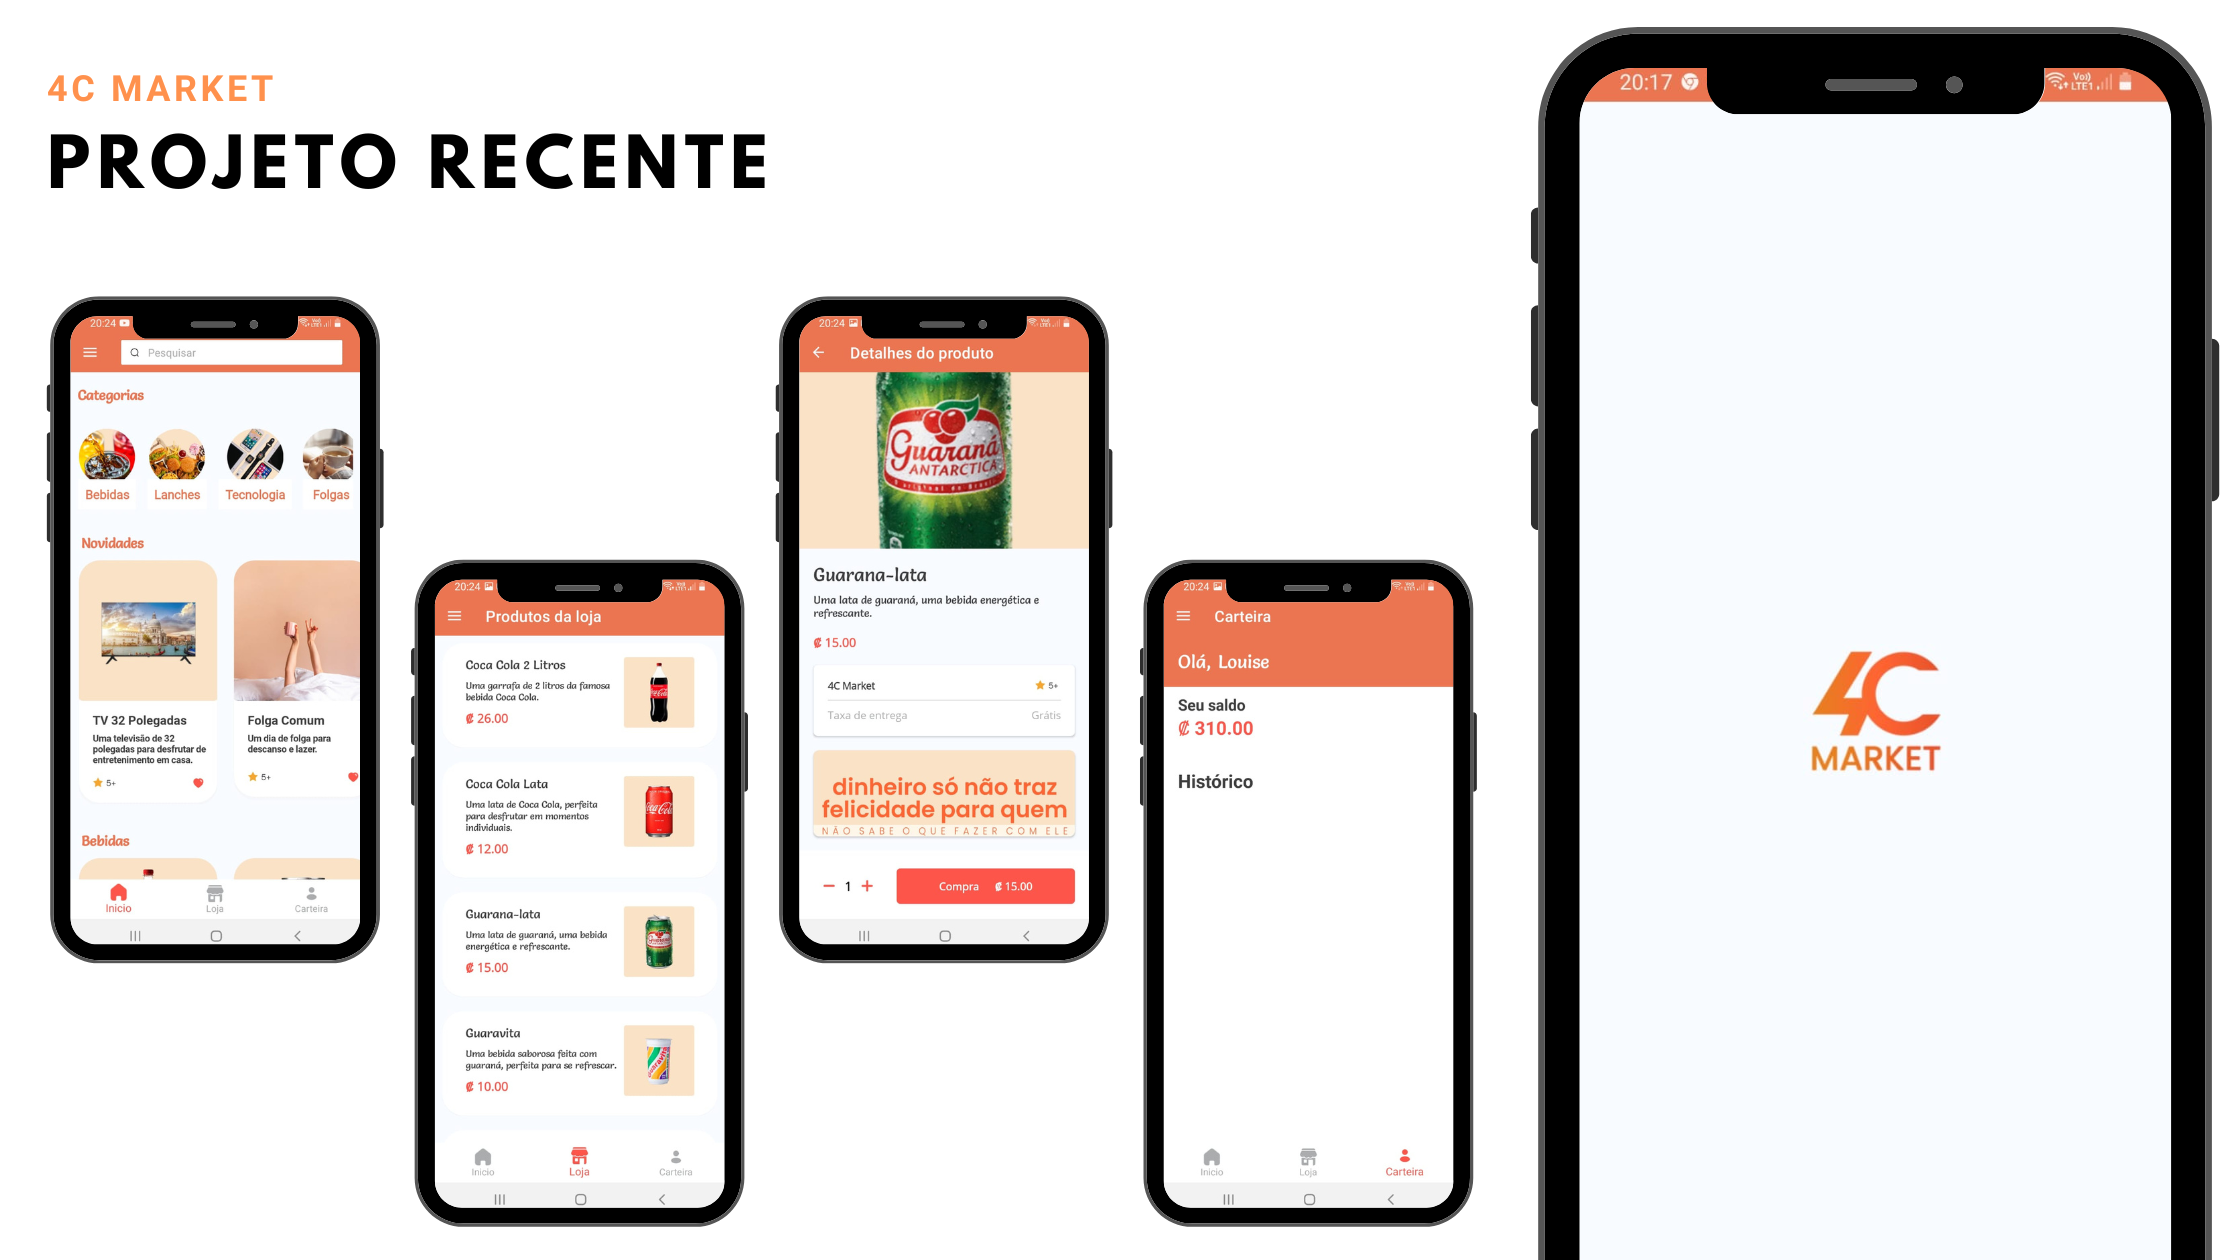 4C MARKET
PROJETO RECENTE
20:24
Pesquisar
Categorias
Bebidas
Lanches
Tecnologia
Folgas
Novidades
TV 32 Polegadas
Uma televisão de 32
polegadas para desfrutar de
entretenimento em casa.
5+
Folga Comum
Um dia de folga para
descanso e lazer.
5+
Bebidas
Inicio
Loja
Carteira
20:24
Produtos da loja
Coca Cola 2 Litros
Uma garrafa de 2 litros da famosa
bebida Coca Cola.
₡ 26.00
Coca Cola Lata
Uma lata de Coca Cola, perfeita
para desfrutar em momentos
individuais.
₡ 12.00
Guarana-lata
Uma lata de guaraná, uma bebida
energética e refrescante.
₡ 15.00
Guaravita
Uma bebida saborosa feita com
guaraná, perfeita para se refrescar.
₡ 10.00
Inicio
Loja
Carteira
20:24
Detalhes do produto
Guaraná
ANTARCTICA
O original do Brasil
Guarana-lata
Uma lata de guaraná, uma bebida energética e
refrescante.
₡ 15.00
4C Market
5+
Taxa de entrega
Grátis
dinheiro só não traz
felicidade para quem
NÃO SABE O QUE FAZER COM ELE
1
Compra ₡ 15.00
20:24
Carteira
Olá, Louise
Seu saldo
₡ 310.00
Histórico
Inicio
Loja
Carteira
20:17
Vo))
LTE1
4C
MARKET